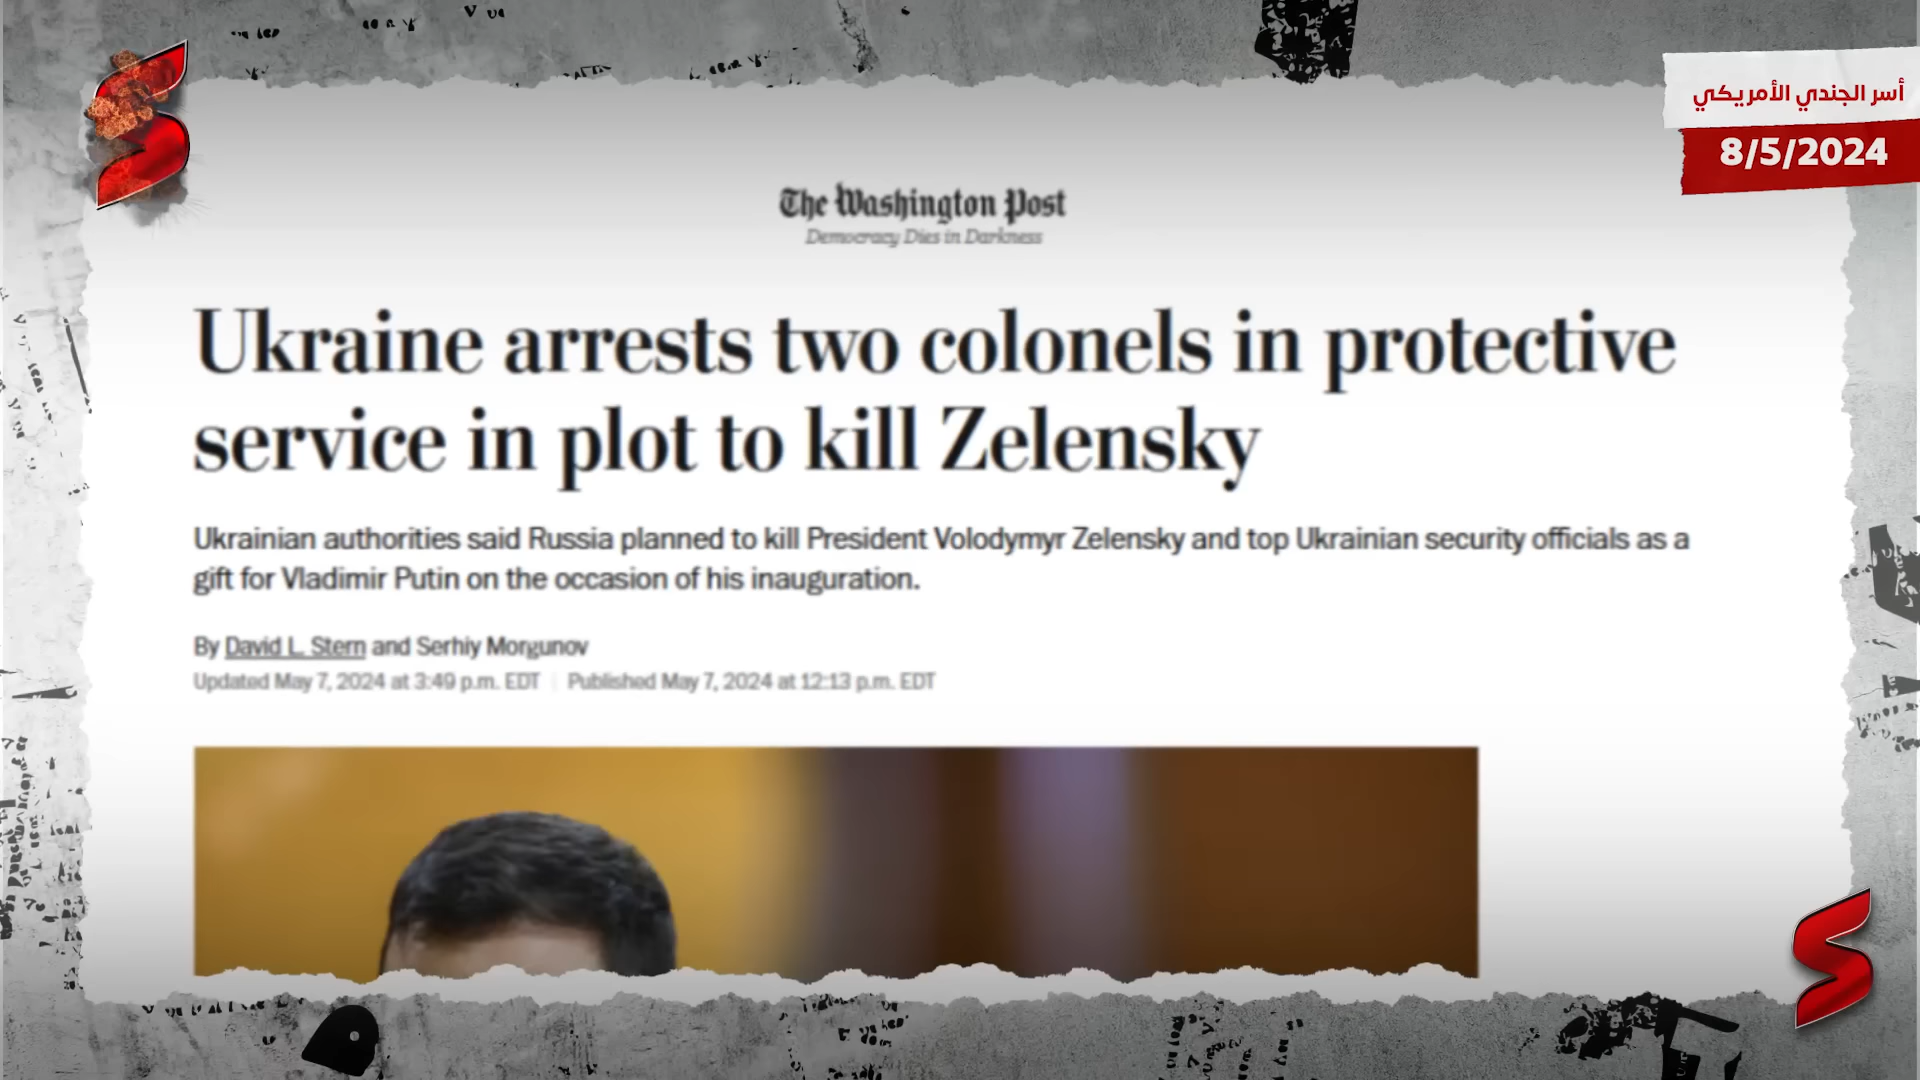 أسر الجندي الأمريكي
8/5/2024
The Washington Post
Democracy Dies in Darkness
Ukraine arrests two colonels in protective
service in plot to kill Zelensky
Ukrainian authorities said Russia planned to kill President Volodymyr Zelensky and top Ukrainian security officials as a
gift for Vladimir Putin on the occasion of his inauguration.
By David L. Stern and Serhiy Morgunov
Updated May 7, 2024 at 3:49 p.m. EDT | Published May 7, 2024 at 12:13 p.m. EDT